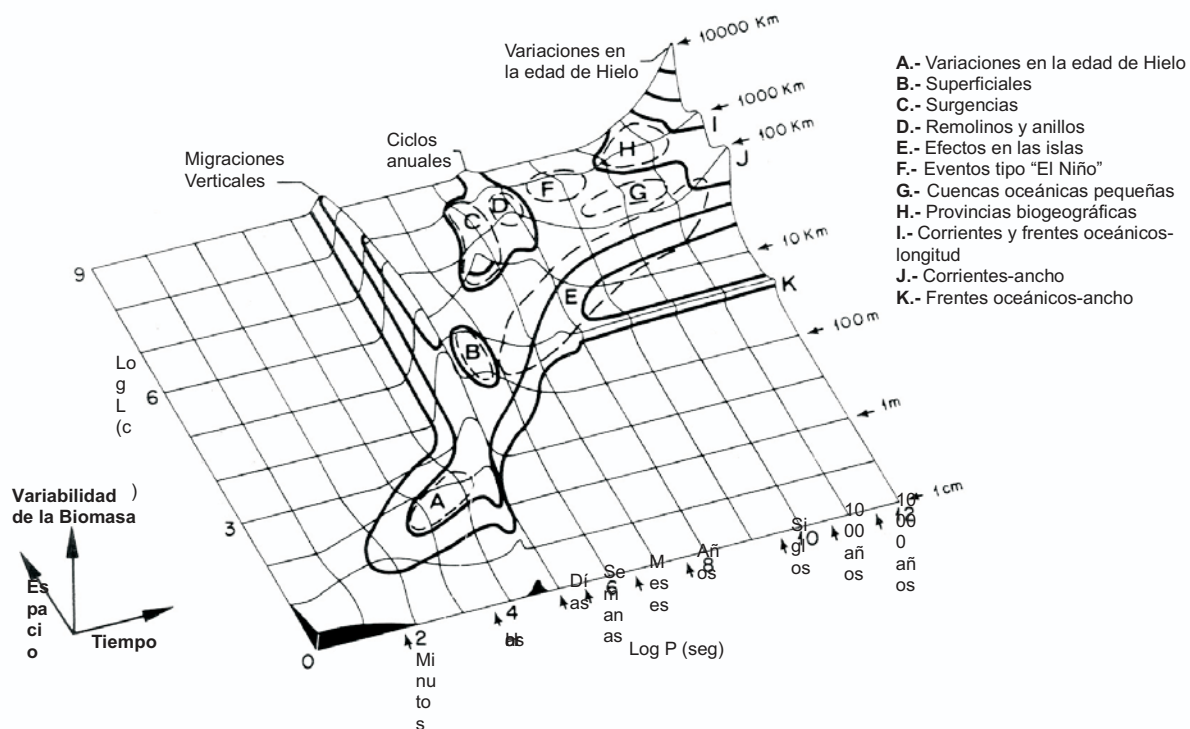 10000 Km
Variaciones en
la edad de Hielo
1000 Km
I
100 Km
J
Ciclos
anuales
Migraciones
Verticales
H
F
G
D
C
10 Km
K
E
100 m
B
1 m
A
1 cm
9
6
3
0
Lo
g
L
(c
)
Variabilidad
de la Biomasa
Es
pa
ci
o
Tiempo
2
4
6
8
10
12
Mi
nu
to
s
Dí
as
Se
m
an
as
M
es
es
Añ
os
Si
gl
os
10
00
añ
os
10
00
0
añ
os
Log P (seg)
A.- Variaciones en la edad de Hielo
B.- Superficiales
C.- Surgencias
D.- Remolinos y anillos
E.- Efectos en las islas
F.- Eventos tipo “El Niño”
G.- Cuencas oceánicas pequeñas
H.- Provincias biogeográficas
I.- Corrientes y frentes oceánicos-
longitud
J.- Corrientes-ancho
K.- Frentes oceánicos-ancho